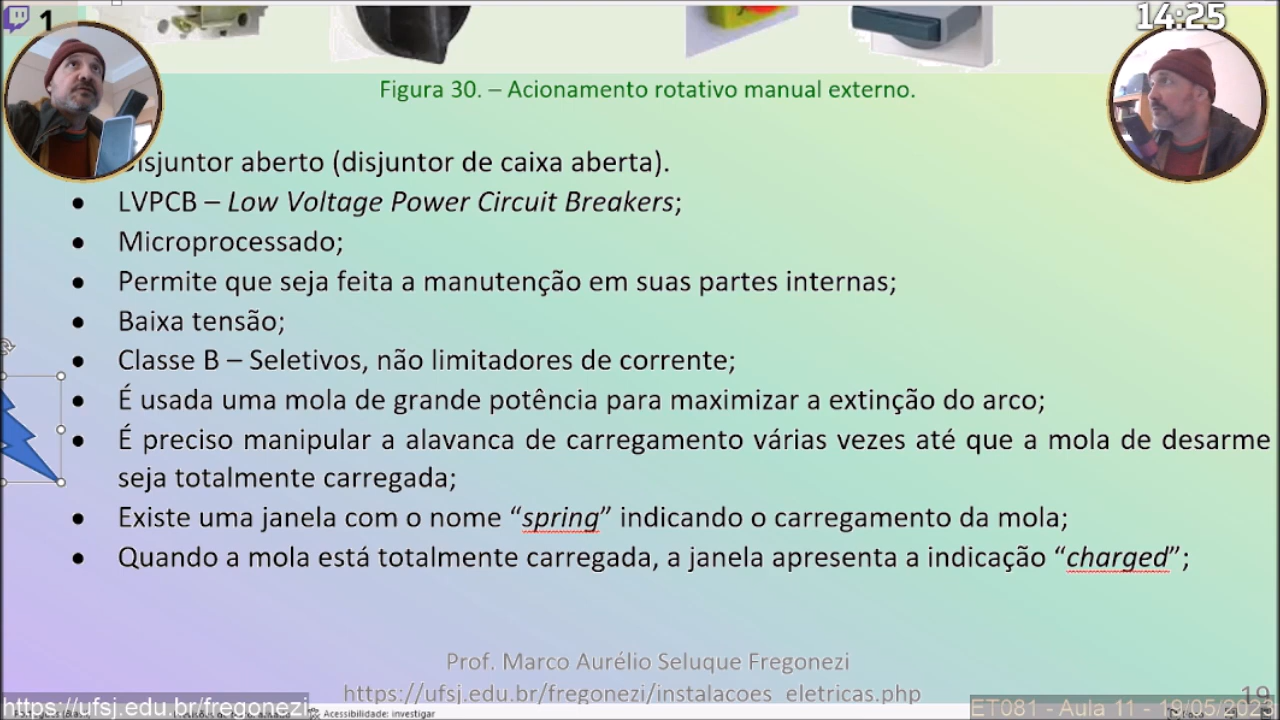 1
14:25
Figura 30. – Acionamento rotativo manual externo.
Disjuntor aberto (disjuntor de caixa aberta).
• LVPCB – Low Voltage Power Circuit Breakers;
• Microprocessado;
• Permite que seja feita a manutenção em suas partes internas;
• Baixa tensão;
• Classe B – Seletivos, não limitadores de corrente;
• É usada uma mola de grande potência para maximizar a extinção do arco;
• É preciso manipular a alavanca de carregamento várias vezes até que a mola de desarme
seja totalmente carregada;
• Existe uma janela com o nome “spring” indicando o carregamento da mola;
• Quando a mola está totalmente carregada, a janela apresenta a indicação “charged”;
Prof. Marco Aurélio Seluque Fregonezi
https://ufsj.edu.br/fregonezi/instalacoes_eletricas.php
19
https://ufsj.edu.br/fregonezi
Acessibilidade: investigar
ET081 - Aula 11 - 19/05/2023